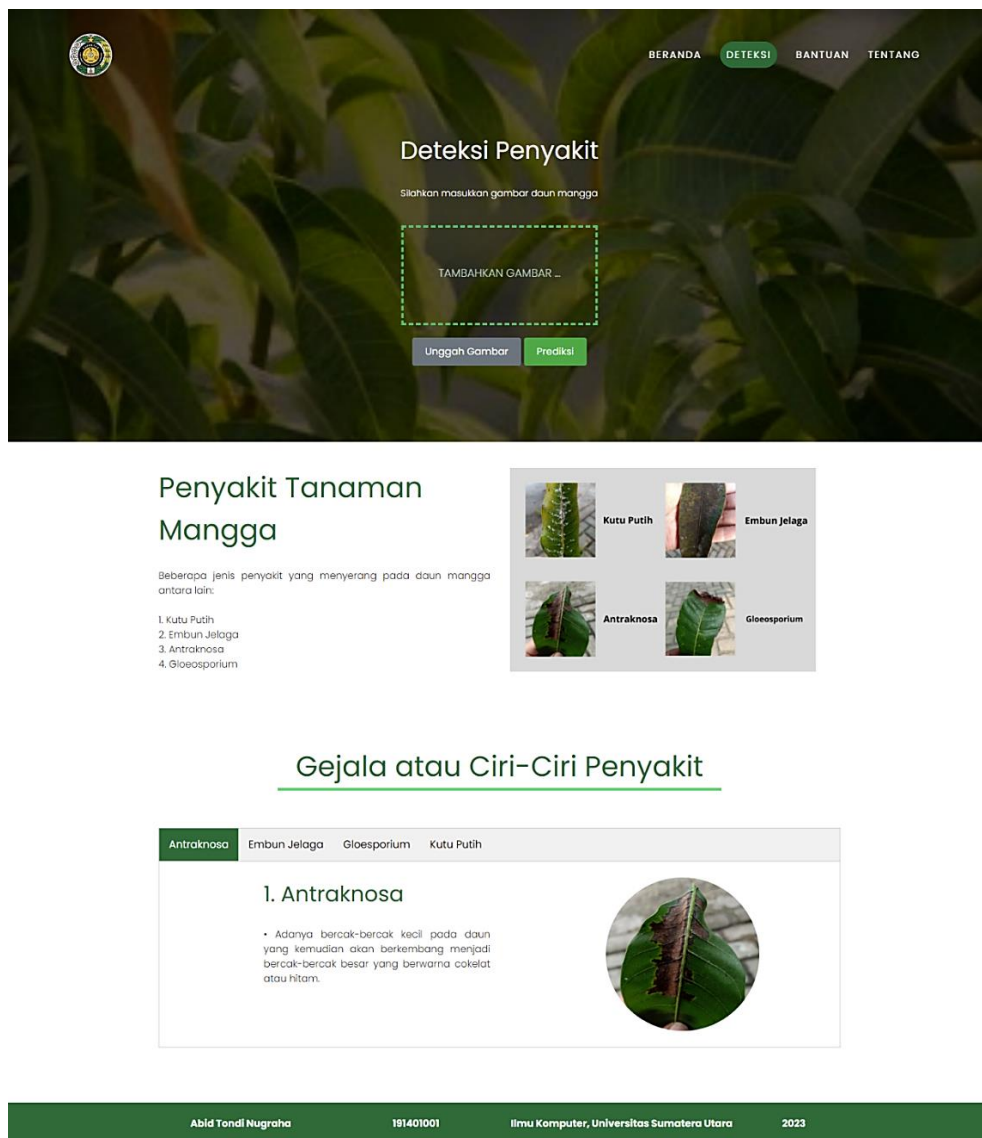 BERANDA DETEKSI BANTUAN TENTANG
Deteksi Penyakit
Silahkan masukkan gambar daun mangga
TAMBAHKAN GAMBAR ...
Unggah Gambar Prediksi
Penyakit Tanaman
Mangga
Beberapa jenis penyakit yang menyerang pada daun mangga
antara lain:
1. Kutu Putih
2. Embun Jelaga
3. Antraknosa
4. Gloeosporium
Kutu Putih Embun Jelaga
Antraknosa Gloeosporium
Gejala atau Ciri-Ciri Penyakit
Antraknosa Embun Jelaga Gloesporium Kutu Putih
1. Antraknosa
• Adanya bercak-bercak kecil pada daun
yang kemudian akan berkembang menjadi
bercak-bercak besar yang berwarna cokelat
atau hitam.
Abid Tondi Nugraha 191401001 Ilmu Komputer, Universitas Sumatera Utara 2023